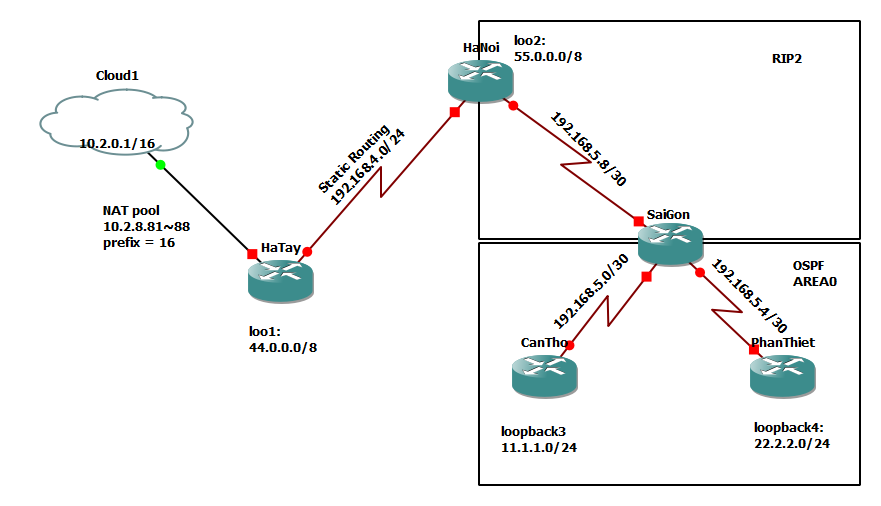 HaNoi
loo2:
55.0.0.0/8
RIP2
Cloud1
10.2.0.1/16
Static Routing
192.168.4.0/24
192.168.5.8/30
NAT pool
10.2.8.81~88
prefix = 16
HaTay
SaiGon
OSPF
AREA0
192.168.5.0/30
192.168.5.4/30
loo1:
44.0.0.0/8
CanTho
PhanThiet
loopback3
11.1.1.0/24
loopback4:
22.2.2.0/24